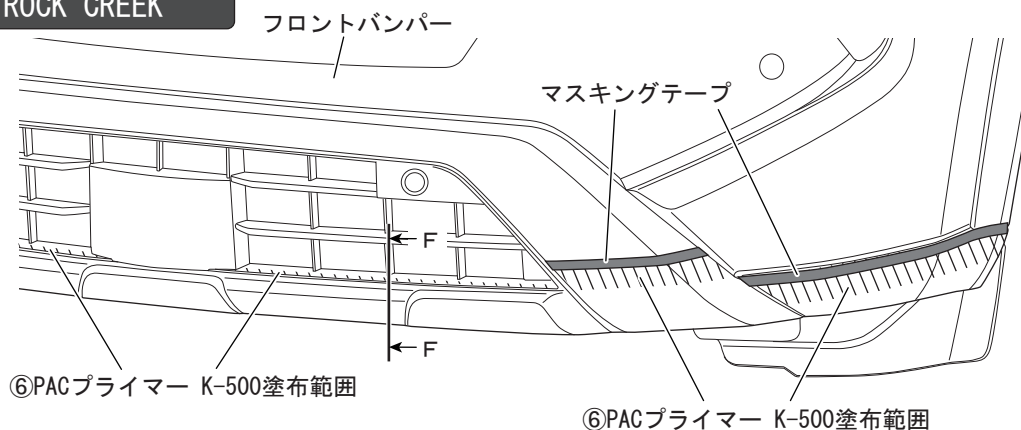 ROCK CREEK
フロントバンパー
マスキングテープ
F
F
⑥PACプライマー K-500塗布範囲
⑥PACプライマー K-500塗布範囲